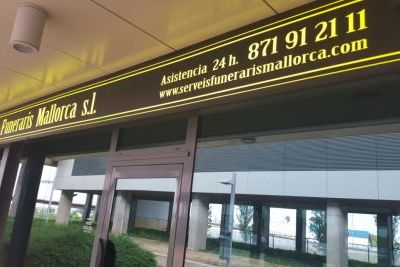 Funeraris Mallorca s.l.
Asistencia 24 h. 871 91 21 11
www.serveisfunerarismallorca.com